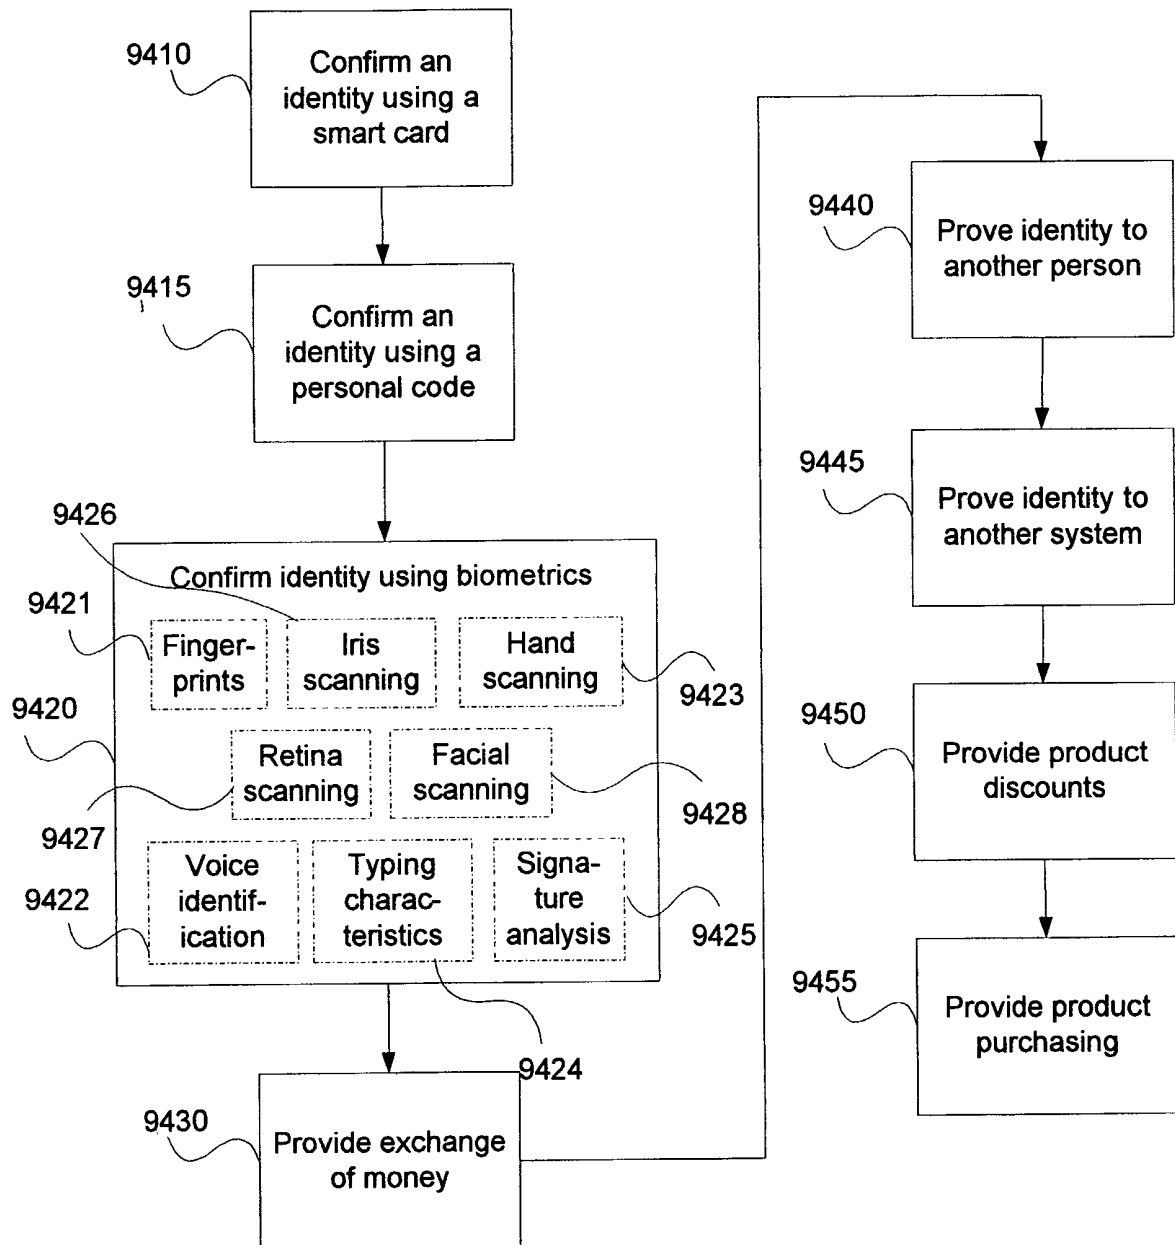 9410
Confirm an
identity using a
smart card
9415
Confirm an
identity using a
personal code
9426
Confirm identity using biometrics
9421
Finger-
prints
Iris
scanning
Hand
scanning
9423
9420
Retina
scanning
Facial
scanning
9427
9428
Voice
identif-
ication
Typing
charac-
teristics
Signa-
ture
analysis
9422
9425
9424
9430
Provide exchange
of money
9440
Prove identity to
another person
9445
Prove identity to
another system
9450
Provide product
discounts
9455
Provide product
purchasing